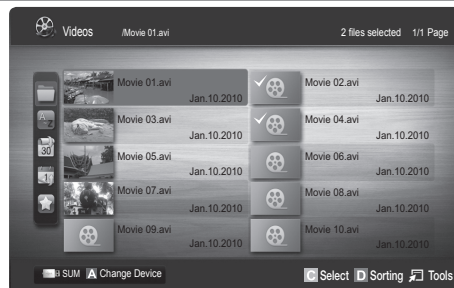 Videos /Movie 01.avi 2 files selected 1/1 Page
Movie 01.avi Movie 02.avi
Jan.10.2010 Jan.10.2010
Movie 03.avi Movie 04.avi
Jan.10.2010 Jan.10.2010
Movie 05.avi Movie 06.avi
Jan.10.2010 Jan.10.2010
Movie 07.avi Movie 08.avi
Jan.10.2010 Jan.10.2010
Movie 09.avi Movie 10.avi
Jan.10.2010 Jan.10.2010
A
Z
30
1
SUM A Change Device C Select D Sorting Tools